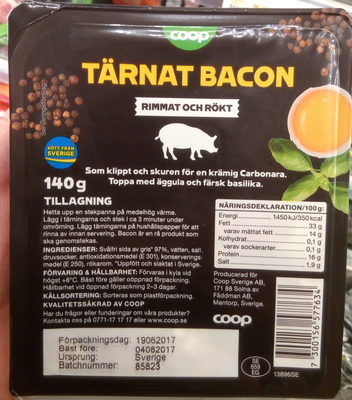 coop
TÄRNAT BACON
RIMMAT OCH RÖKT
Serveringsförslag
KÖTT FRÅN
SVERIGE
Som klippt och skuren för en krämig Carbonara.
Toppa med äggula och färsk basilika.
140g
TILLAGNING
Hetta upp en stekpanna på medelhög värme.
Lägg i tärningarna och stek i ca 3 minuter under
omrörning. Lägg tärningarna på hushållspapper för att
rinna av innan servering. Bacon är en rå produkt som
ska genomstekas.
INGREDIENSER: Svålfri sida av gris* 97%, vatten, salt,
druvsocker, antioxidationsmedel (E 301), konserverings-
medel (E 250), rökarom. *Uppfött och slaktat i Sverige.
FÖRVARING & HÅLLBARHET: Förvaras i kyla vid
högst +8°C. Bäst före gäller oöppnad förpackning.
Hållbarhet vid öppnad förpackning 2–3 dagar.
KÄLLSORTERING: Sorteras som plastförpackning.
KVALITETSSÄKRAD AV COOP
Har du frågor eller funderingar om våra produkter?
Kontakta oss på 0771-17 17 17 eller www.coop.se
NÄRINGSDEKLARATION/100g:
Energi 1450 kJ/350 kcal
Fett 33 g
varav mättat fett 14 g
Kolhydrat 0,1 g
varav sockerarter 0,1 g
Protein 16 g
Salt 1,9 g
Producerad för
Coop Sverige AB,
171 88 Solna av
Fåddman AB,
Mantorp, Sverige.
coop
7300156577634
Förpackningsdag: 19062017
Bäst före: 04082017
Ursprung: Sverige
Batchnummer: 85823
SE
659
EG
13896SE